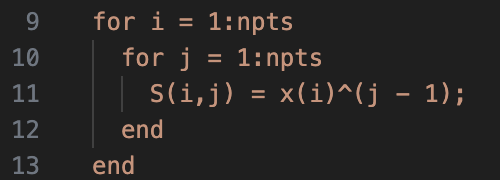 9 for i = 1:npts
10 for j = 1:npts
11 S(i,j) = x(i)^(j - 1);
12 end
13 end